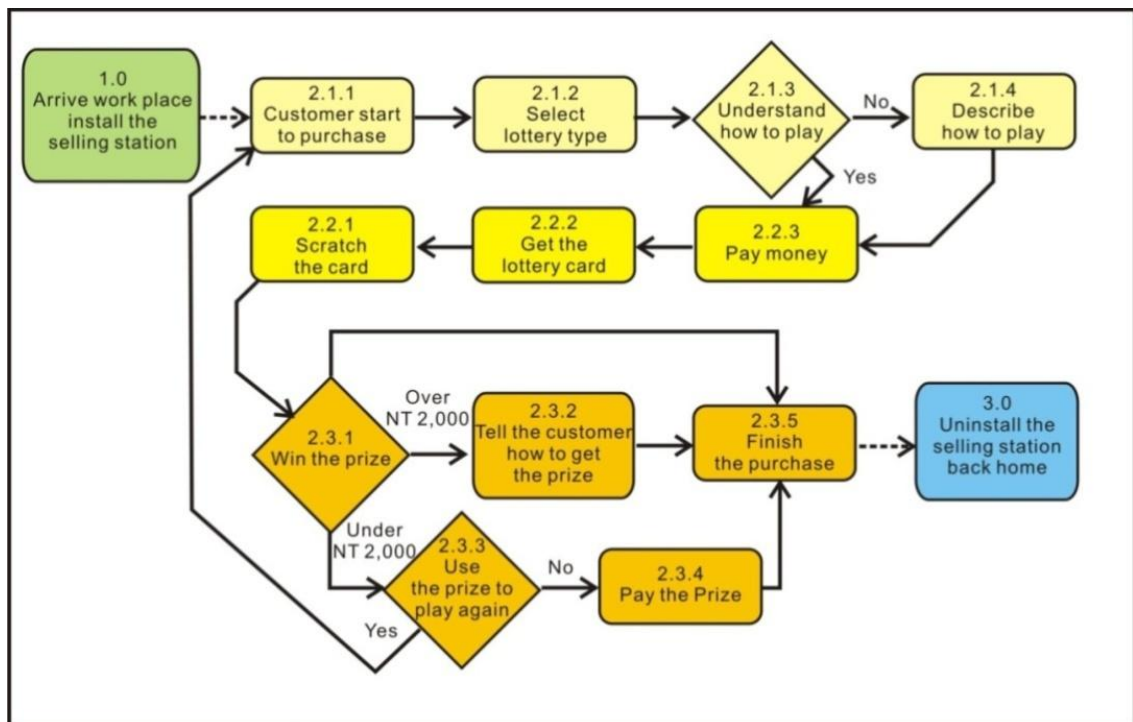 1.0
Arrive work place
install the
selling station
2.1.1
Customer start
to purchase
2.1.2
Select
lottery type
2.1.3
Understand
how to play
No
2.1.4
Describe
how to play
Yes
2.2.1
Scratch
the card
2.2.2
Get the
lottery card
2.2.3
Pay money
2.3.1
Win the prize
Over
NT 2,000
2.3.2
Tell the customer
how to get
the prize
2.3.5
Finish
the purchase
3.0
Uninstall the
selling station
back home
Under
NT 2,000
2.3.3
Use
the prize to
play again
No
2.3.4
Pay the Prize
Yes